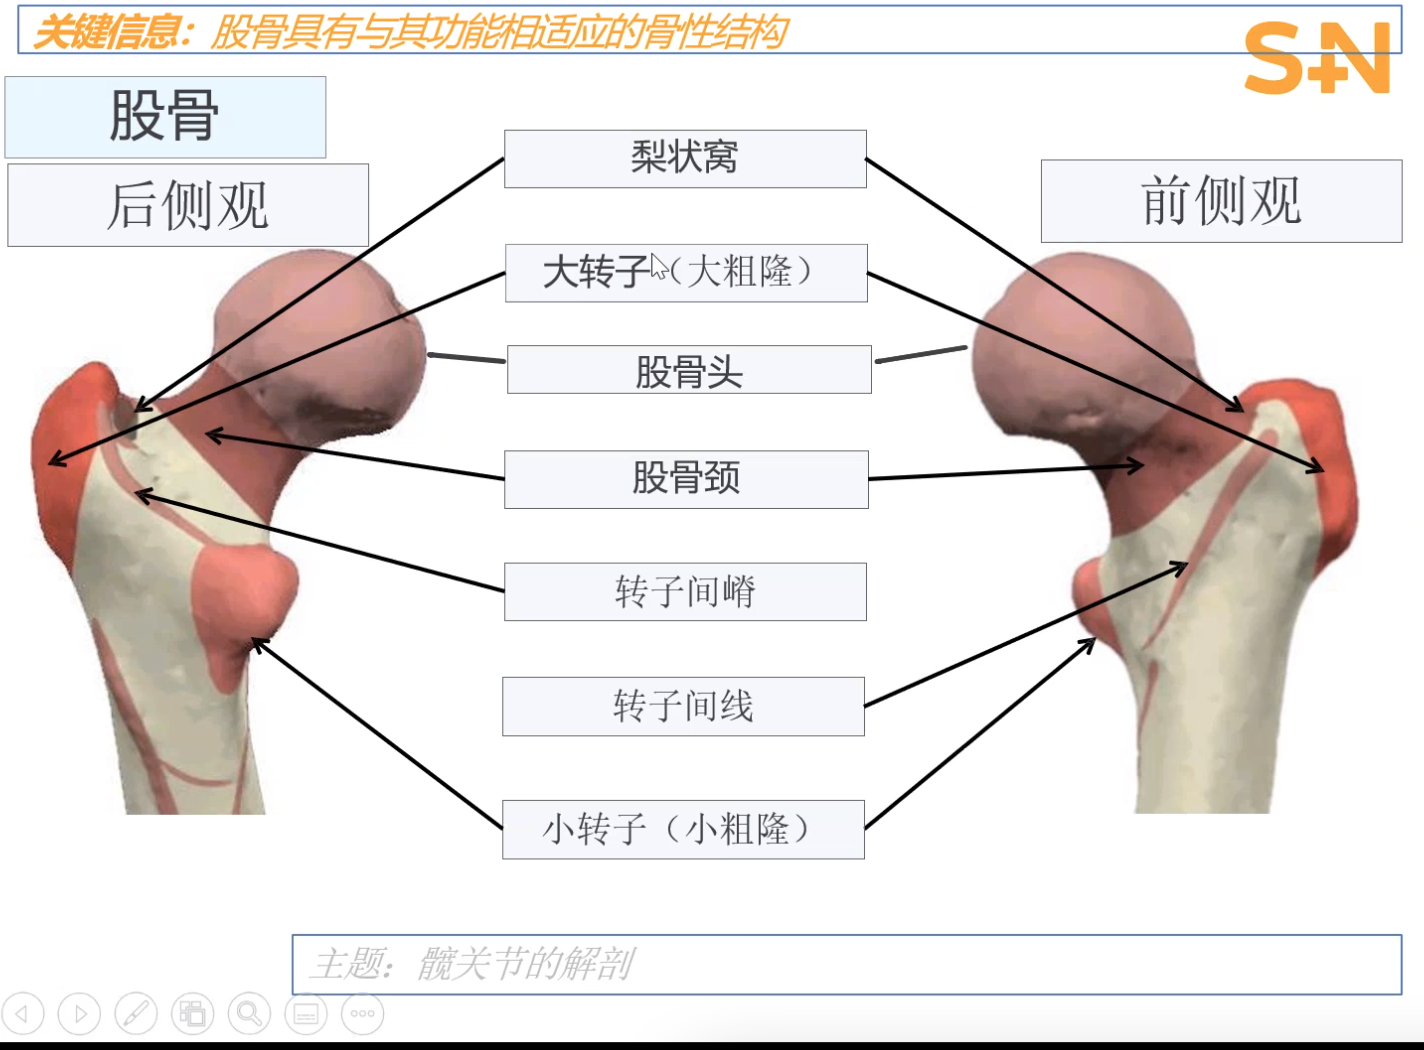 关键信息：股骨具有与其功能相适应的骨性结构
S+N
股骨
后侧观
前侧观
梨状窝
大转子（大粗隆）
股骨头
股骨颈
转子间嵴
转子间线
小转子（小粗隆）
主题：髋关节的解剖